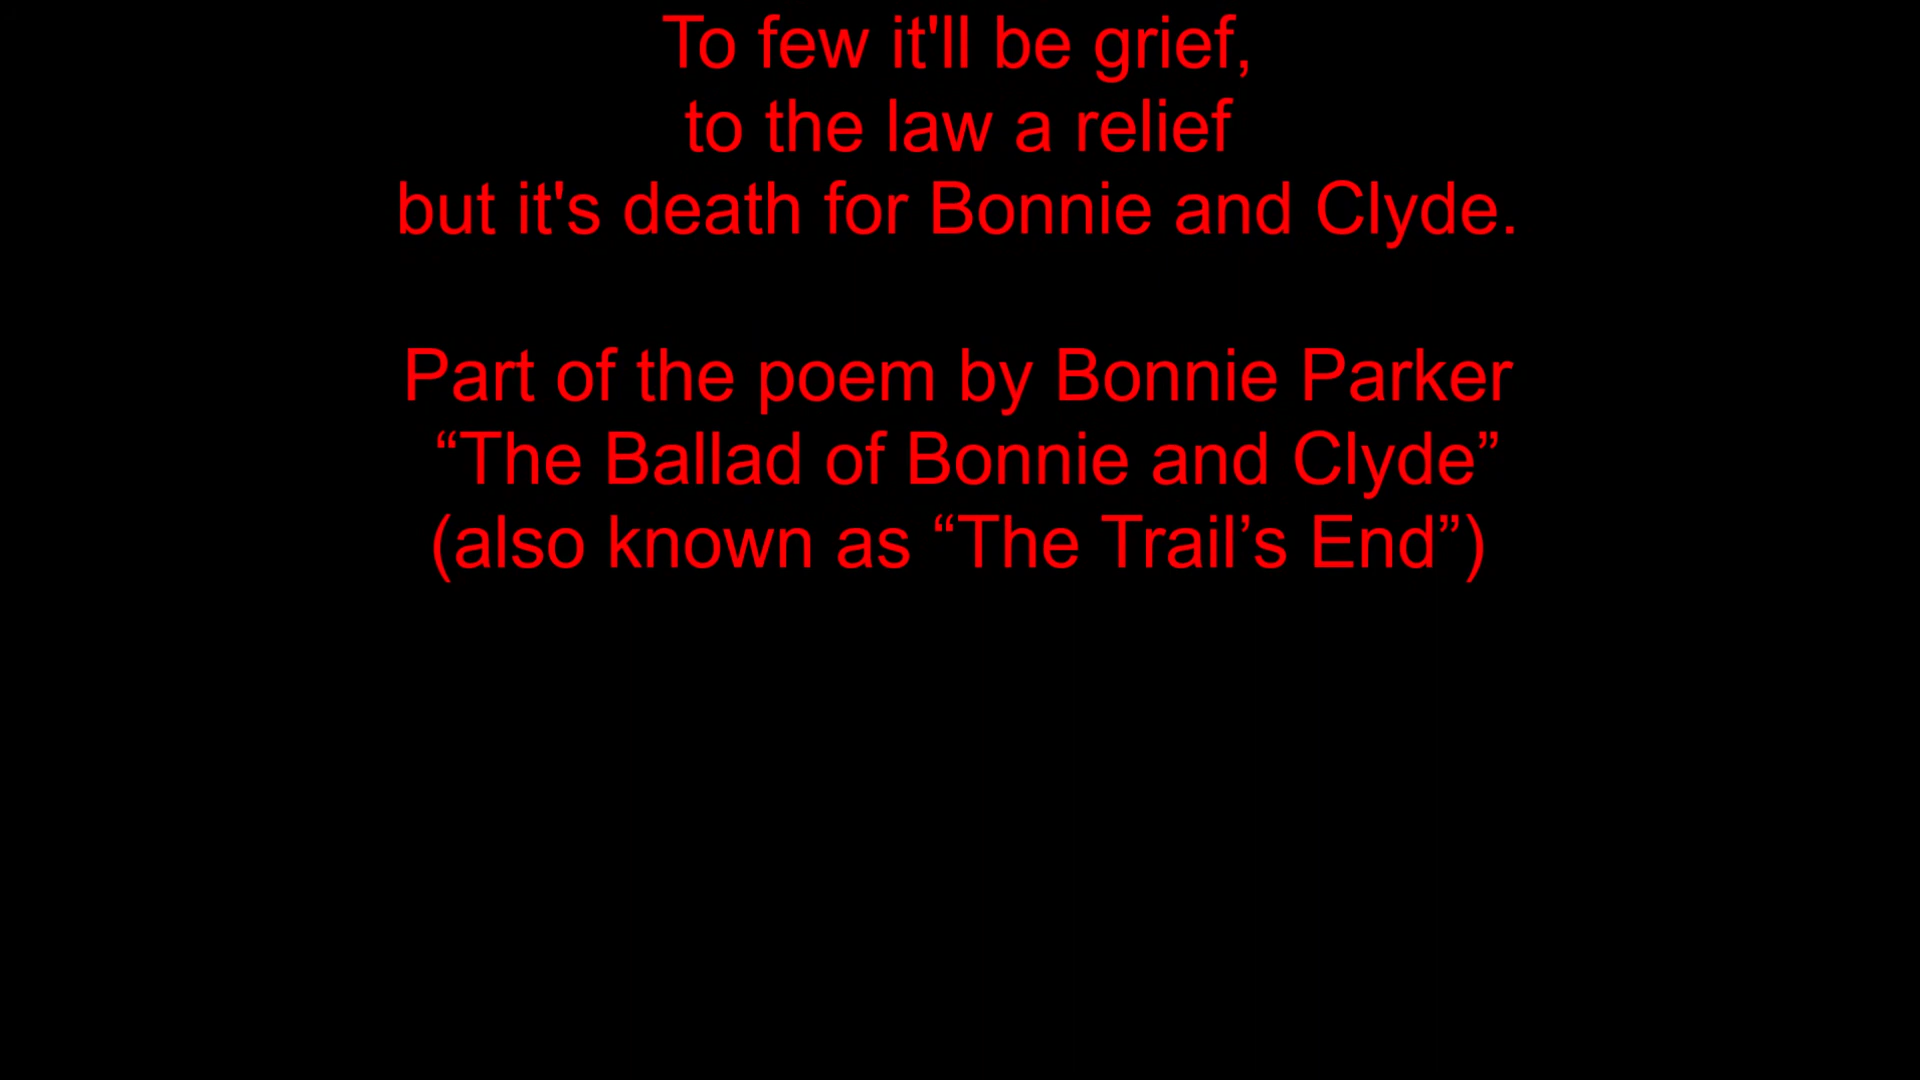 To few it'll be grief,
to the law a relief
but it's death for Bonnie and Clyde.
Part of the poem by Bonnie Parker
“The Ballad of Bonnie and Clyde”
(also known as “The Trail’s End”)